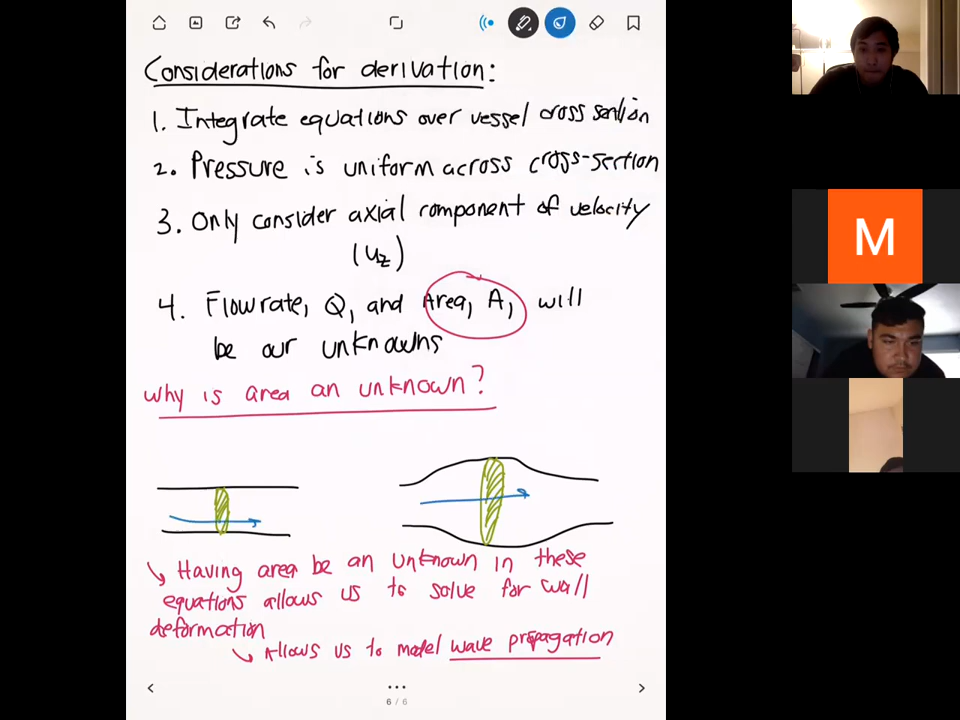 Considerations for derivation:
1. Integrate equations over vessel cross section
2. Pressure is uniform across cross-section
3. Only consider axial component of velocity
(uz)
4. Flowrate, Q, and Area, A, will
be our unknowns
why is area an unknown?
Having area be an unknown in these
equations allows us to solve for wall
deformation
Allows us to model wave propagation
6 / 6
M